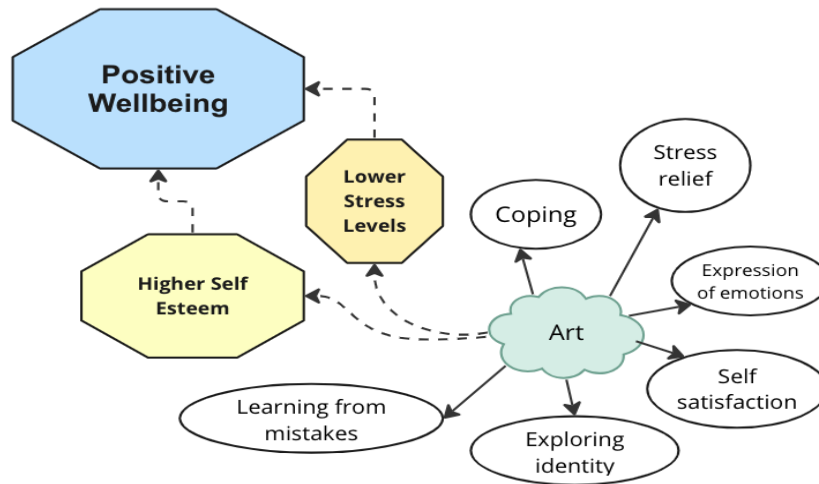 Positive
Wellbeing
Lower
Stress
Levels
Stress
relief
Coping
Higher Self
Esteem
Expression
of emotions
Art
Self
satisfaction
Learning from
mistakes
Exploring
identity